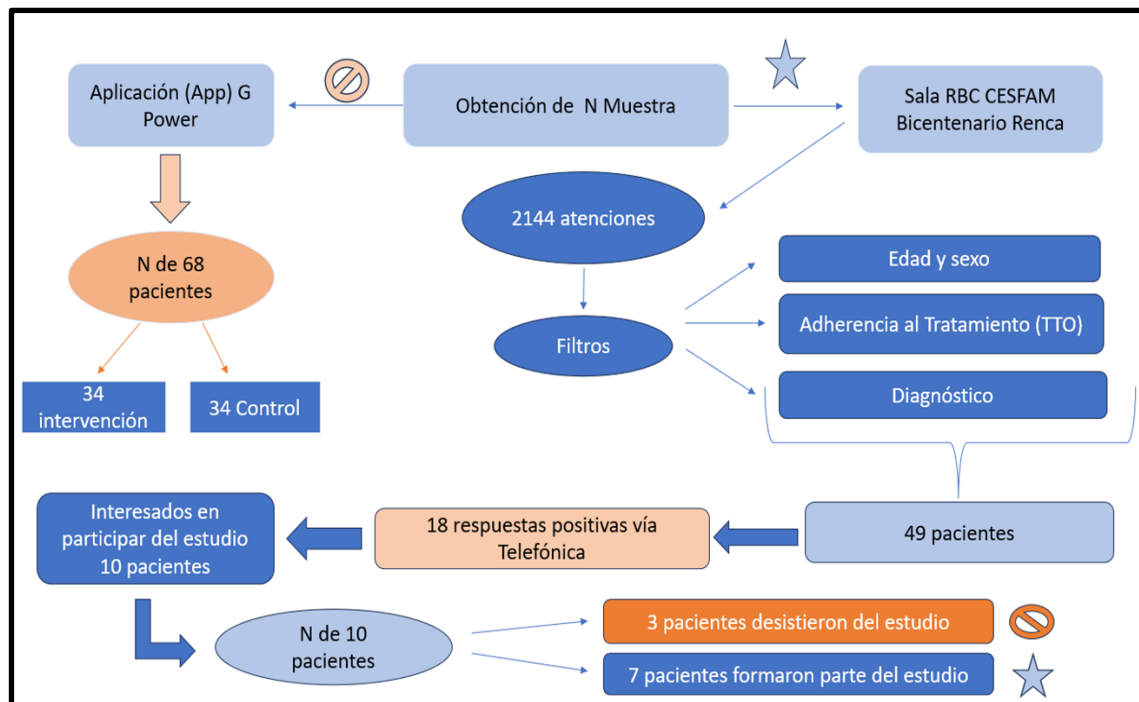 Aplicación (App) G
Power
Obtención de N Muestra
Sala RBC CESFAM
Bicentenario Renca
2144 atenciones
N de 68
pacientes
Edad y sexo
Filtros
Adherencia al Tratamiento (TTO)
34
intervención
34 Control
Diagnóstico
Interesados en
participar del estudio
10 pacientes
18 respuestas positivas vía
Telefónica
49 pacientes
N de 10
pacientes
3 pacientes desistieron del estudio
7 pacientes formaron parte del estudio